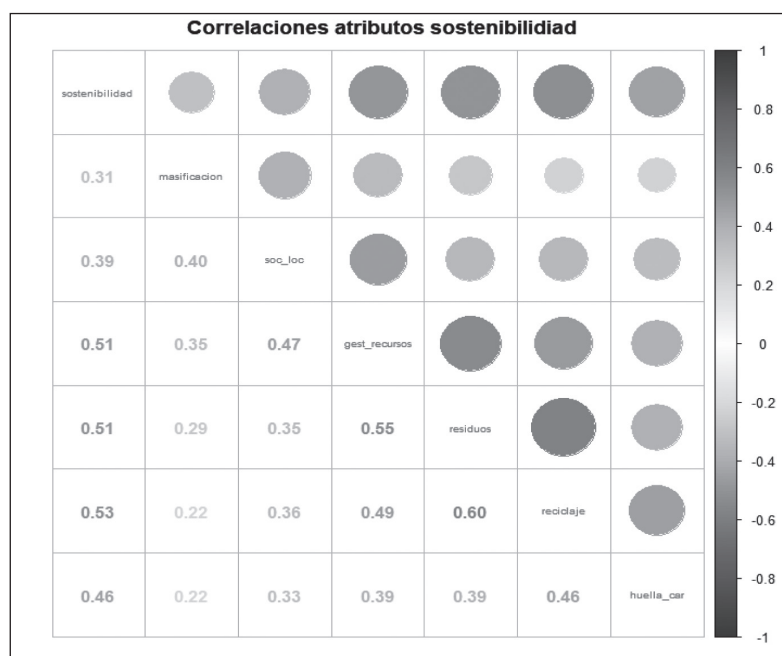 Correlaciones atributos sostenibilidiad
sostenibilidad
0.31 masificacion
0.39 0.40 soc_loc
0.51 0.35 0.47 gest_recursos
0.51 0.29 0.35 0.55 residuos
0.53 0.22 0.36 0.49 0.60 reciclaje
0.46 0.22 0.33 0.39 0.39 0.46 huella_car
1
0.8
0.6
0.4
0.2
0
-0.2
-0.4
-0.6
-0.8
-1